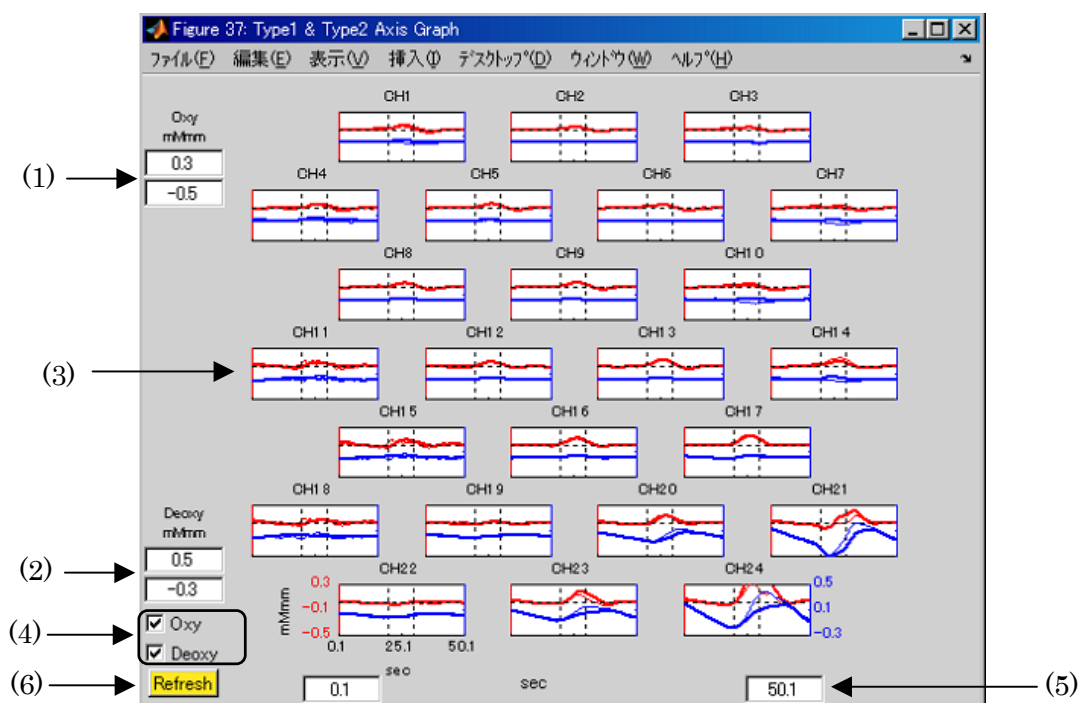 Figure 37: Type1 & Type2 Axis Graph
ファイル(F) 編集(E) 表示(V) 挿入(I) デスクトップ(D) ウィンドウ(W) ヘルプ(H)
CH1 CH2 CH3
Oxy
mMmm
0.3
(1)
-0.5
CH4 CH5 CH6 CH7
CH8 CH9 CH10
CH11 CH12 CH13 CH14
(3)
CH15 CH16 CH17
CH18 CH19 CH20 CH21
Deoxy
mMmm
0.5
(2)
-0.3
CH22 CH23 CH24
mMmm
0.3
-0.1
-0.5
0.1 25.1 50.1
sec
0.5
0.1
-0.3
(4)
Oxy
Deoxy
(6)
Refresh
0.1
sec
50.1
(5)